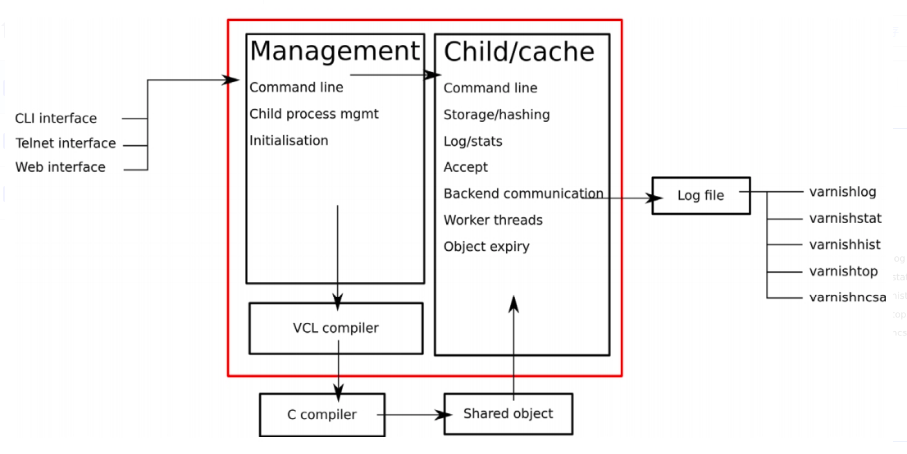 Management
Command line
Child process mgmt
Initialisation
Child/cache
Command line
Storage/hashing
Log/stats
Accept
Backend communication
Worker threads
Object expiry
CLI interface
Telnet interface
Web interface
Log file
varnishlog
varnishstat
varnishhist
varnishtop
varnishncsa
VCL compiler
C compiler
Shared object